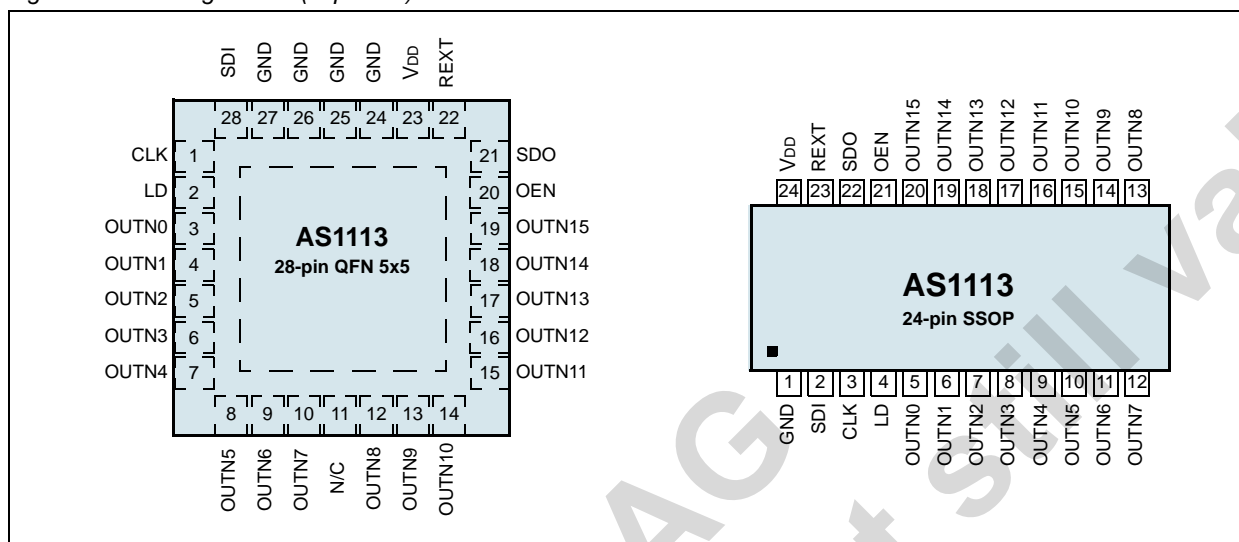 SDI
GND
GND
GND
GND
VDD
REXT
28
27
26
25
24
23
22
CLK 1
LD 2
OUTN0 3
OUTN1 4
OUTN2 5
OUTN3 6
OUTN4 7
AS1113
28-pin QFN 5x5
21 SDO
20 OEN
19 OUTN15
18 OUTN14
17 OUTN13
16 OUTN12
15 OUTN11
8
9
10
11
12
13
14
OUTN5
OUTN6
OUTN7
N/C
OUTN8
OUTN9
OUTN10
VDD
REXT
SDO
OEN
OUTN15
OUTN14
OUTN13
OUTN12
OUTN11
OUTN10
OUTN9
OUTN8
24
23
22
21
20
19
18
17
16
15
14
13
AS1113
24-pin SSOP
1
2
3
4
5
6
7
8
9
10
11
12
GND
SDI
CLK
LD
OUTN0
OUTN1
OUTN2
OUTN3
OUTN4
OUTN5
OUTN6
OUTN7
AG
still